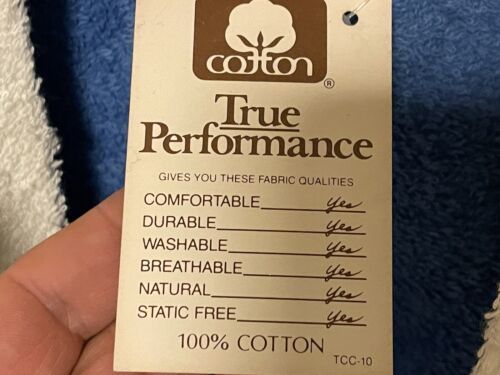 cotton
®
True
Performance
GIVES YOU THESE FABRIC QUALITIES
COMFORTABLE yes
DURABLE yes
WASHABLE yes
BREATHABLE yes
NATURAL yes
STATIC FREE yes
100% COTTON
TCC-10